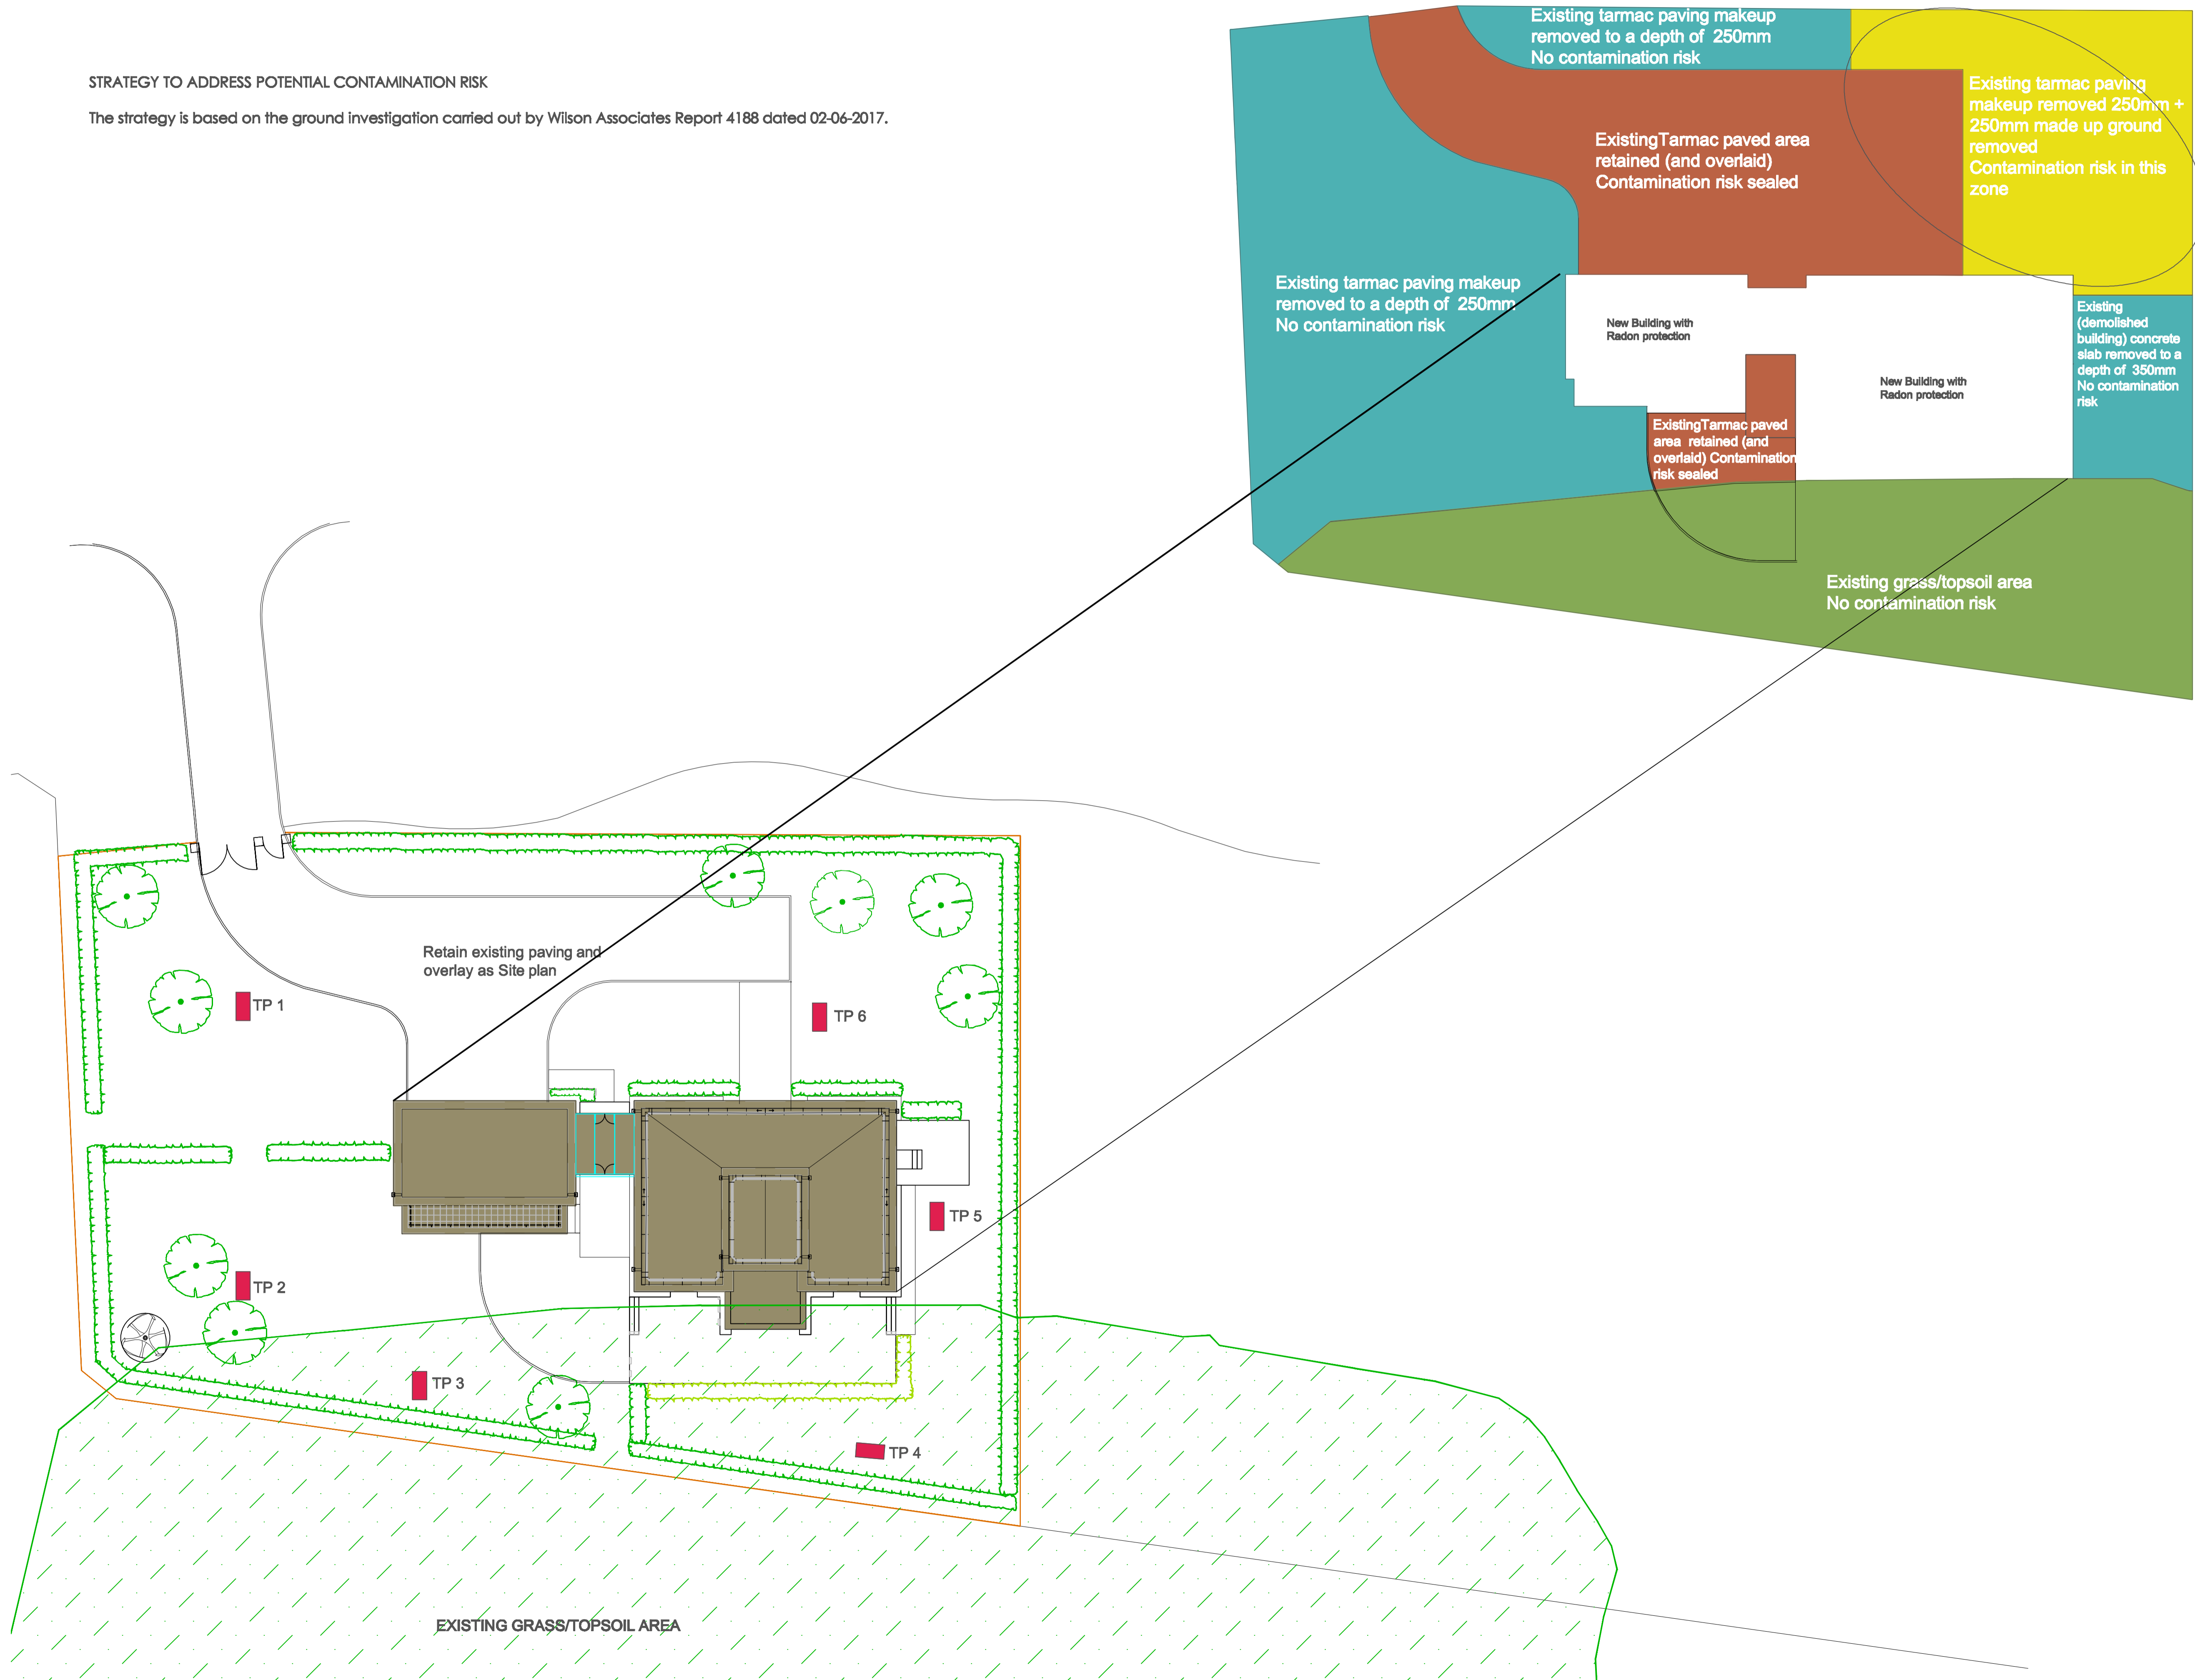 STRATEGY TO ADDRESS POTENTIAL CONTAMINATION RISK
The strategy is based on the ground investigation carried out by Wilson Associates Report 4188 dated 02-06-2017.
Existing tarmac paving makeup
removed to a depth of 250mm
No contamination risk
Existing tarmac paving
makeup removed 250mm +
250mm made up ground
removed
Contamination risk in this
zone
ExistingTarmac paved area
retained (and overlaid)
Contamination risk sealed
Existing tarmac paving makeup
removed to a depth of 250mm
No contamination risk
New Building with
Radon protection
New Building with
Radon protection
Existing
(demolished
building) concrete
slab removed to a
depth of 350mm
No contamination
risk
ExistingTarmac paved
area retained (and
overlaid) Contamination
risk sealed
Existing grass/topsoil area
No contamination risk
Retain existing paving and
overlay as Site plan
TP 1
TP 6
TP 5
TP 2
TP 3
TP 4
EXISTING GRASS/TOPSOIL AREA